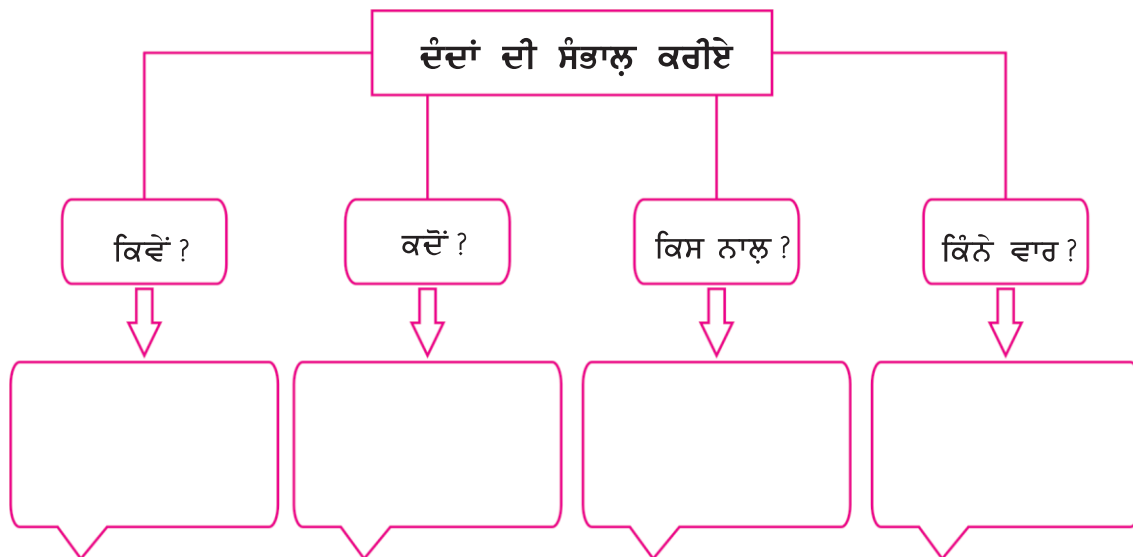 ਦੰਦਾਂ ਦੀ ਸੰਭਾਲ਼ ਕਰੀਏ
ਕਿਵੇਂ ?
ਕਦੋਂ ?
ਕਿਸ ਨਾਲ਼ ?
ਕਿੰਨੇ ਵਾਰ ?